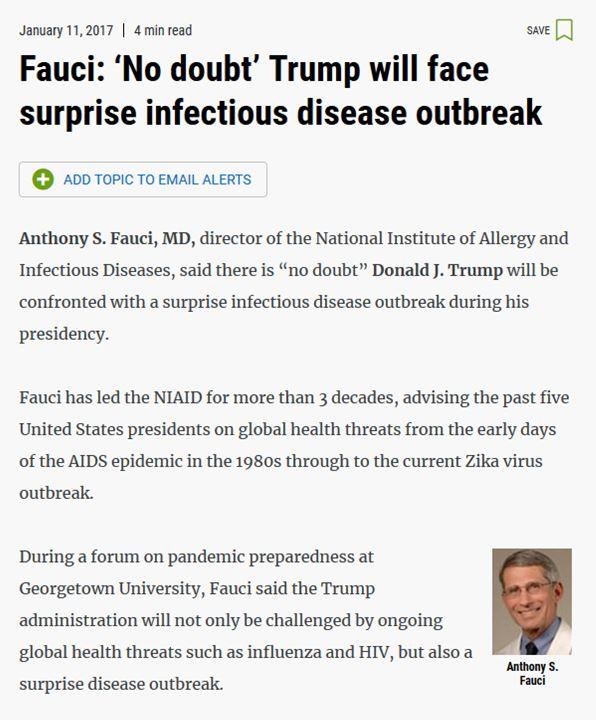 January 11, 2017 | 4 min read
SAVE
Fauci: ‘No doubt’ Trump will face
surprise infectious disease outbreak
ADD TOPIC TO EMAIL ALERTS
Anthony S. Fauci, MD, director of the National Institute of Allergy and
Infectious Diseases, said there is “no doubt” Donald J. Trump will be
confronted with a surprise infectious disease outbreak during his
presidency.
Fauci has led the NIAID for more than 3 decades, advising the past five
United States presidents on global health threats from the early days
of the AIDS epidemic in the 1980s through to the current Zika virus
outbreak.
During a forum on pandemic preparedness at
Georgetown University, Fauci said the Trump
administration will not only be challenged by ongoing
global health threats such as influenza and HIV, but also a
surprise disease outbreak.
Anthony S.
Fauci